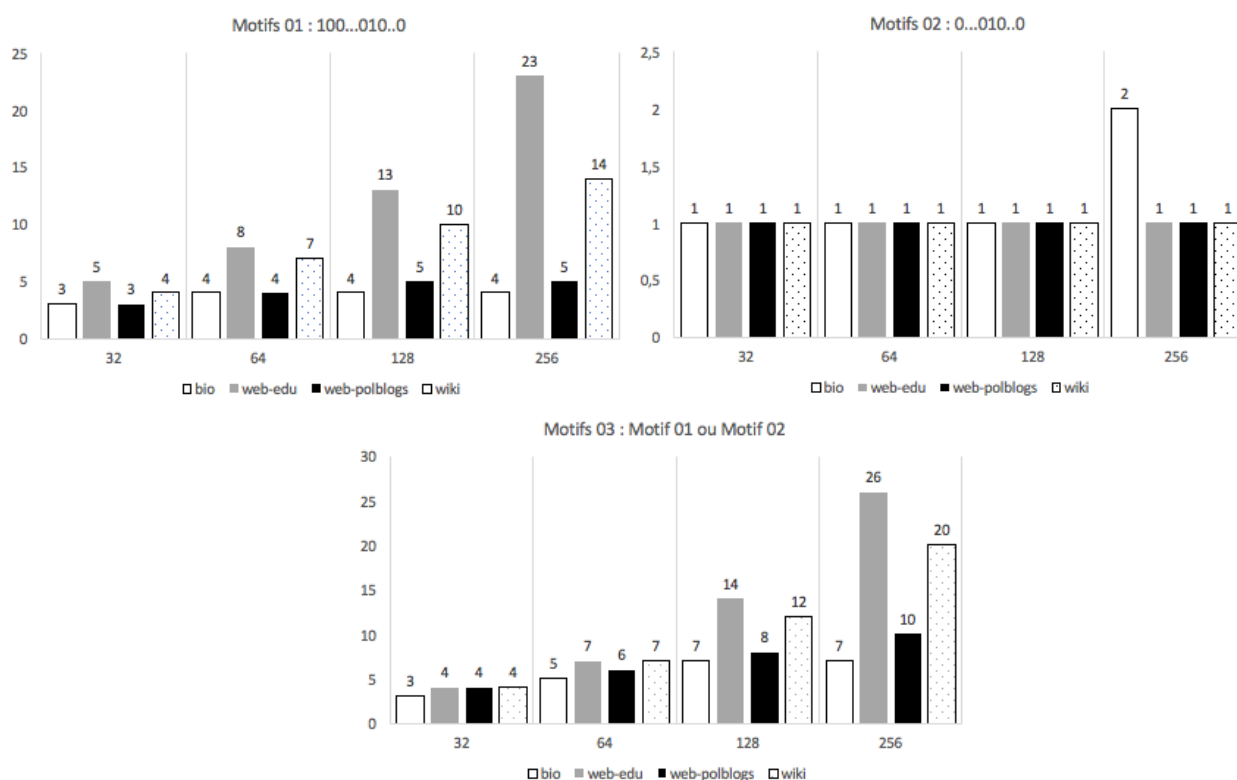 Motifs 01 : 100...010..0
25
20
15
10
5
0
3 5 3 4
4 8 4 7
4 13 5 10
4 23 5 14
32 64 128 256
bio web-edu web-polblogs wiki
Motifs 02 : 0...010..0
2,5
2
1,5
1
0,5
0
1 1 1 1
1 1 1 1
1 1 1 1
2 1 1 1
32 64 128 256
bio web-edu web-polblogs wiki
Motifs 03 : Motif 01 ou Motif 02
30
25
20
15
10
5
0
3 4 4 4
5 7 6 7
7 14 8 12
7 26 10 20
32 64 128 256
bio web-edu web-polblogs wiki